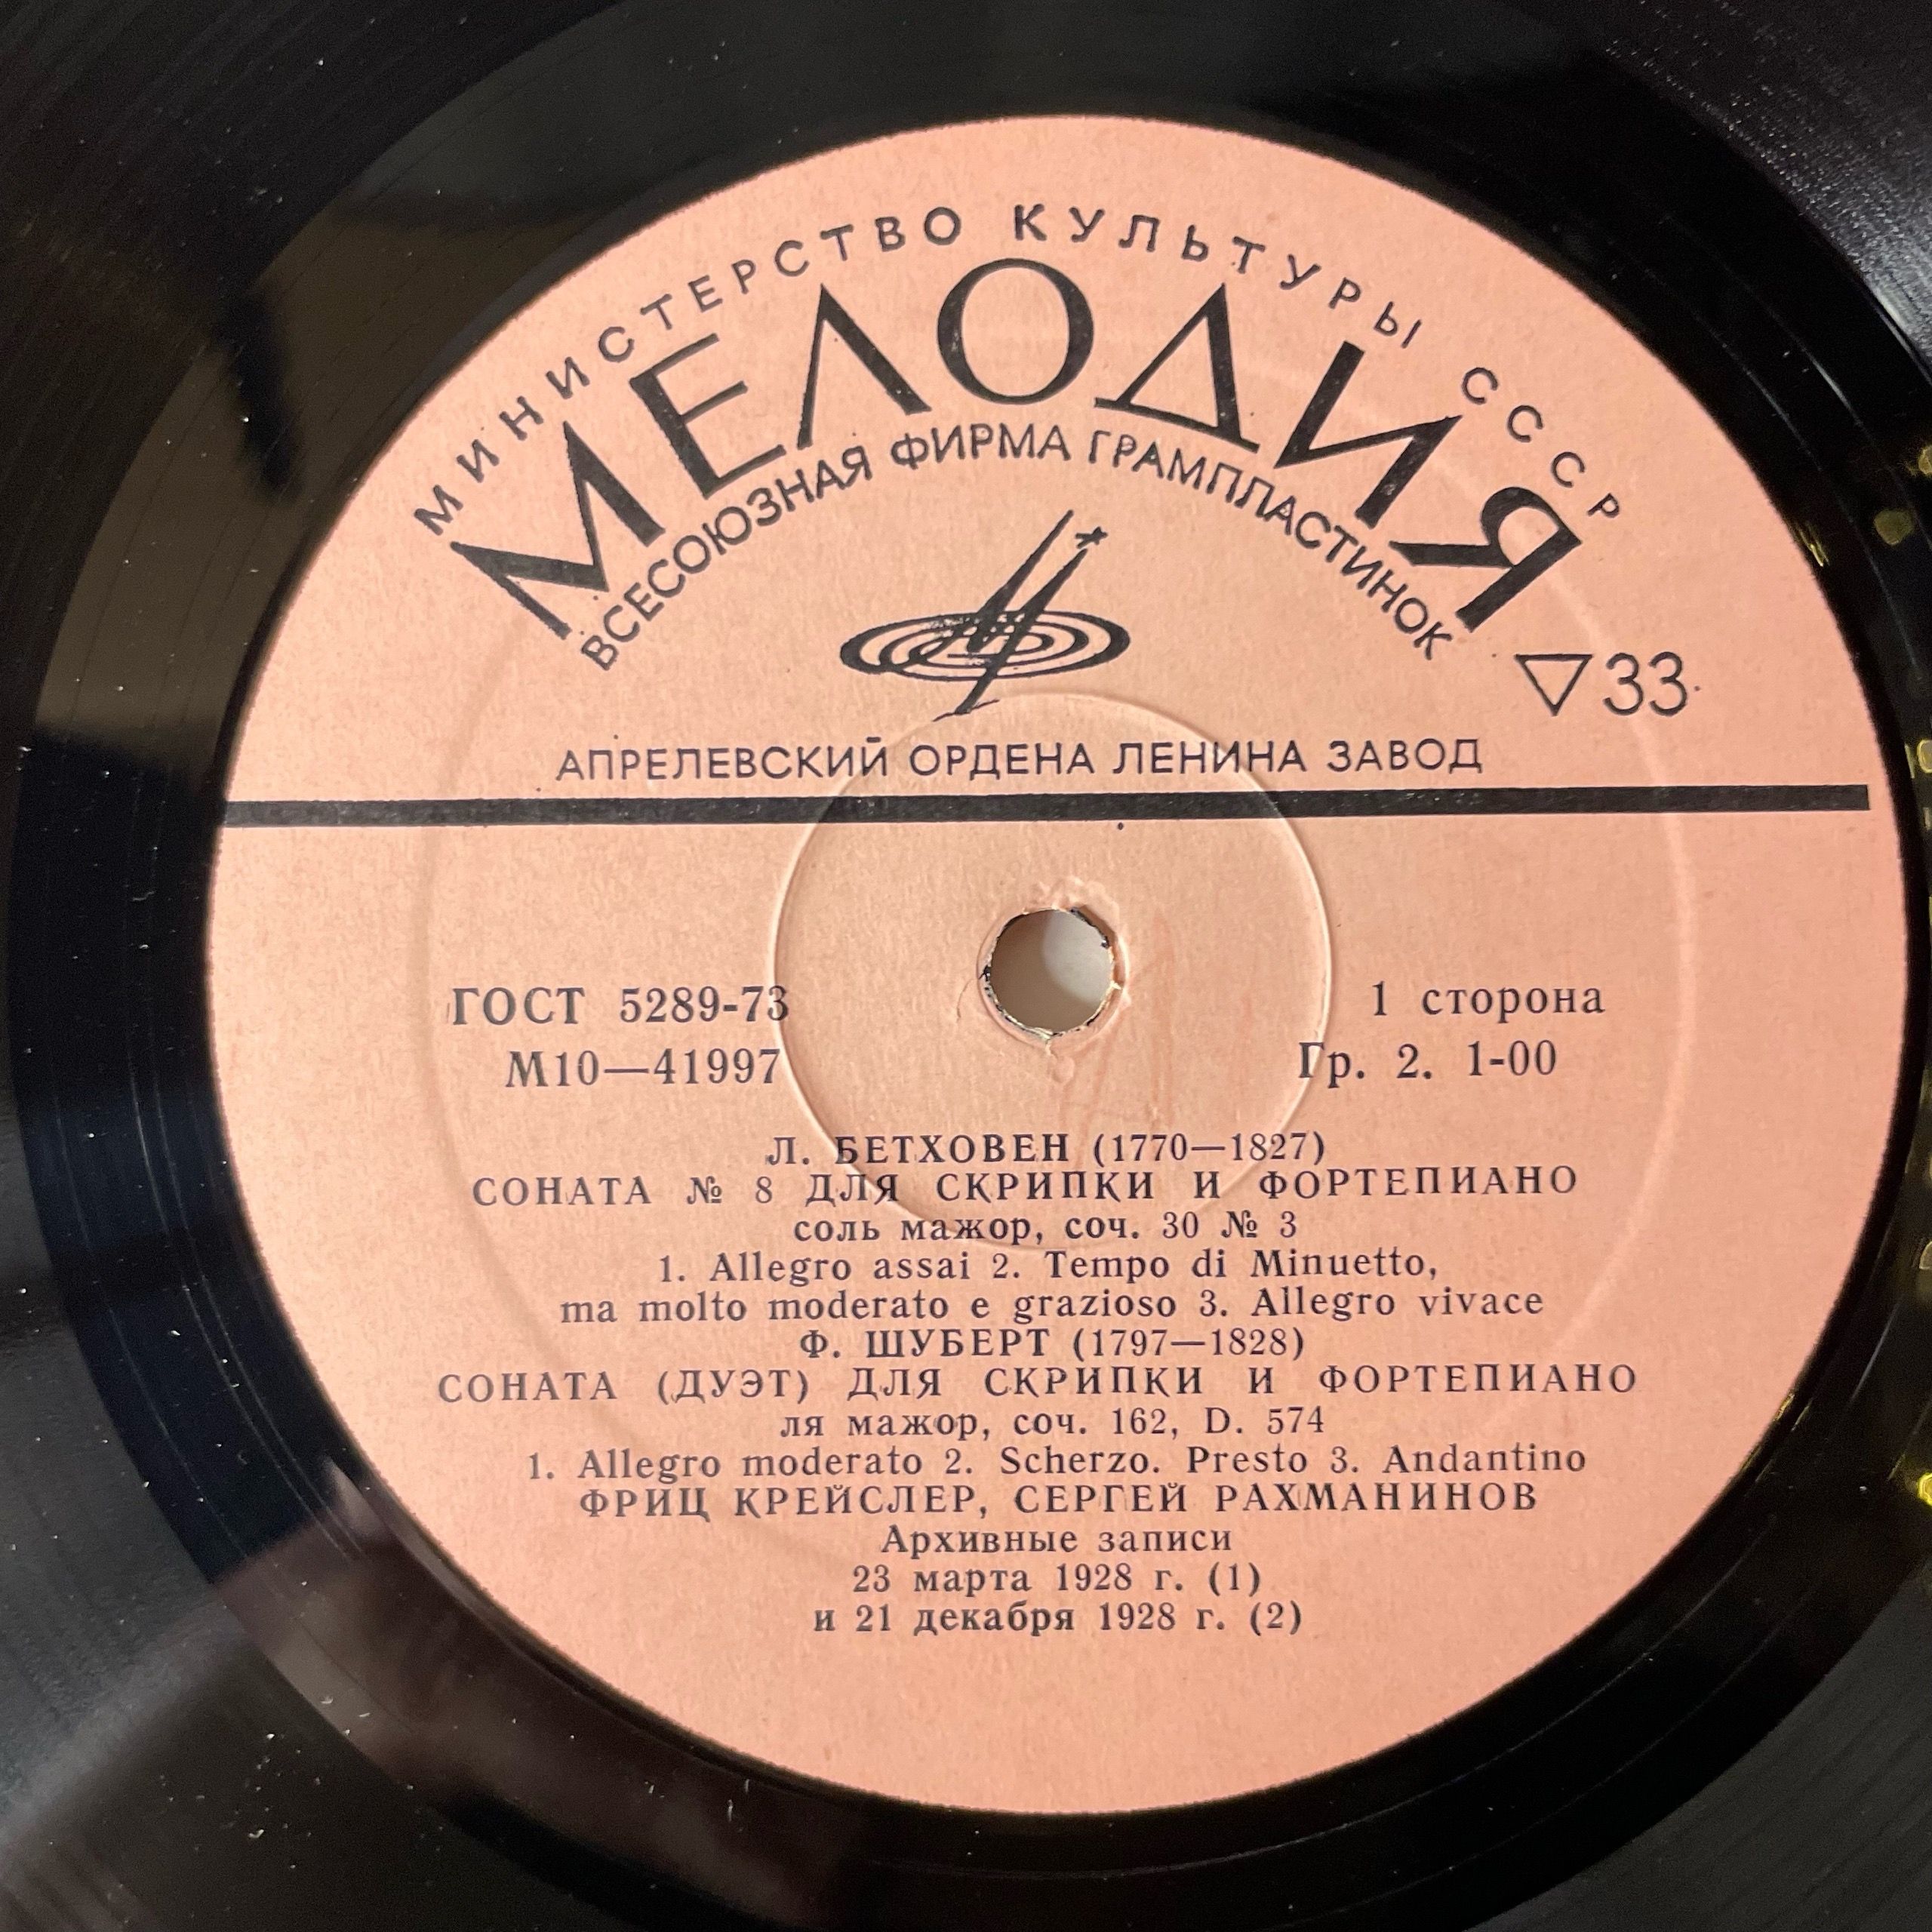 МИНИСТЕРСТВО КУЛЬТУРЫ СССР
МЕЛОДИЯ
ВСЕСОЮЗНАЯ ФИРМА ГРАМПЛАСТИНОК
▽33
АПРЕЛЕВСКИЙ ОРДЕНА ЛЕНИНА ЗАВОД
ГОСТ 5289-73
1 сторона
М10—41997
Гр. 2. 1-00
Л. БЕТХОВЕН (1770—1827)
СОНАТА № 8 ДЛЯ СКРИПКИ И ФОРТЕПИАНО
соль мажор, соч. 30 № 3
1. Allegro assai 2. Tempo di Minuetto,
ma molto moderato e grazioso 3. Allegro vivace
Ф. ШУБЕРТ (1797—1828)
СОНАТА (ДУЭТ) ДЛЯ СКРИПКИ И ФОРТЕПИАНО
ля мажор, соч. 162, D. 574
1. Allegro moderato 2. Scherzo. Presto 3. Andantino
ФРИЦ КРЕЙСЛЕР, СЕРГЕЙ РАХМАНИНОВ
Архивные записи
23 марта 1928 г. (1)
и 21 декабря 1928 г. (2)